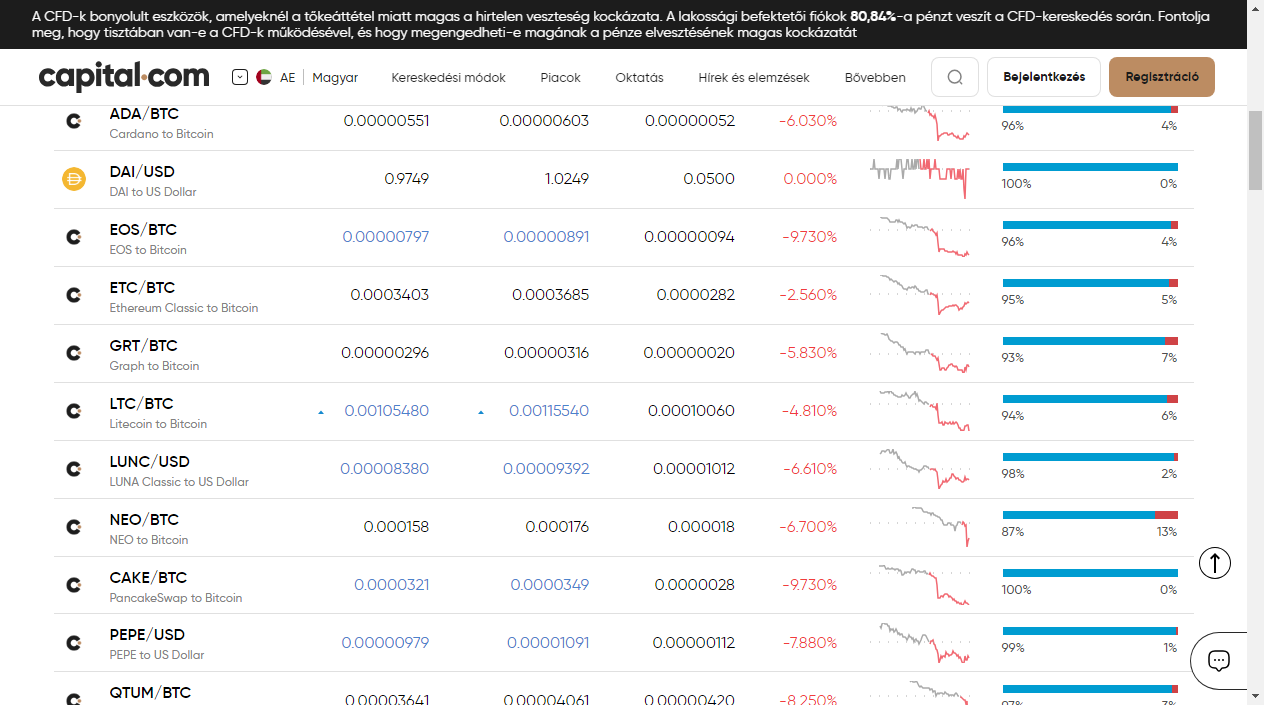 A CFD-k bonyolult eszközök, amelyeknél a tőkeáttétel miatt magas a hirtelen veszteség kockázata. A lakossági befektetői fiókok 80,84%-a pénzt veszít a CFD-kereskedés során. Fontolja
meg, hogy tisztában van-e a CFD-k működésével, és hogy megengedheti-e magának a pénze elvesztésének magas kockázatát
capital.com AE Magyar Kereskedési módok Piacok Oktatás Hírek és elemzések Bővebben Bejelentkezés Regisztráció
ADA/BTC 0.00000551 0.00000603 0.00000052 -6.030%
Cardano to Bitcoin 96% 4%
DAI/USD 0.9749 1.0249 0.0500 0.000%
DAI to US Dollar 100% 0%
EOS/BTC 0.00000797 0.00000891 0.00000094 -9.730%
EOS to Bitcoin 96% 4%
ETC/BTC 0.0003403 0.0003685 0.0000282 -2.560%
Ethereum Classic to Bitcoin 95% 5%
GRT/BTC 0.00000296 0.00000316 0.00000020 -5.830%
Graph to Bitcoin 93% 7%
LTC/BTC 0.00105480 0.00115540 0.00010060 -4.810%
Litecoin to Bitcoin 94% 6%
LUNC/USD 0.00008380 0.00009392 0.00001012 -6.610%
LUNA Classic to US Dollar 98% 2%
NEO/BTC 0.000158 0.000176 0.000018 -6.700%
NEO to Bitcoin 87% 13%
CAKE/BTC 0.0000321 0.0000349 0.0000028 -9.730%
PancakeSwap to Bitcoin 100% 0%
PEPE/USD 0.00000979 0.00001091 0.00000112 -7.880%
PEPE to US Dollar 99% 1%
QTUM/BTC 0.00003641 0.00004061 0.00000420 -8.250%
97% 3%